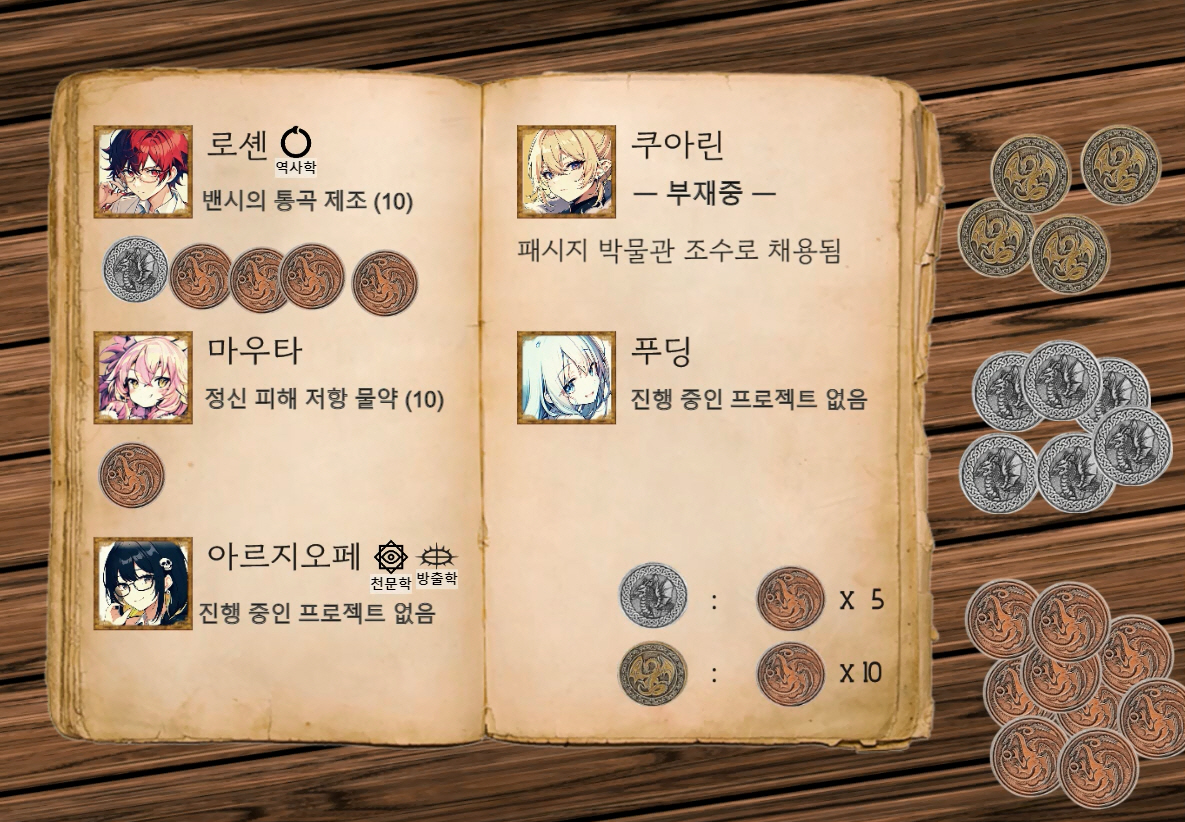 로셴
역사학
밴시의 통곡 제조 (10)
마우타
정신 피해 저항 물약 (10)
아르지오페
천문학
방출학
진행 중인 프로젝트 없음
쿠아린
— 부재중 —
패시지 박물관 조수로 채용됨
푸딩
진행 중인 프로젝트 없음
: X 5
: X 10